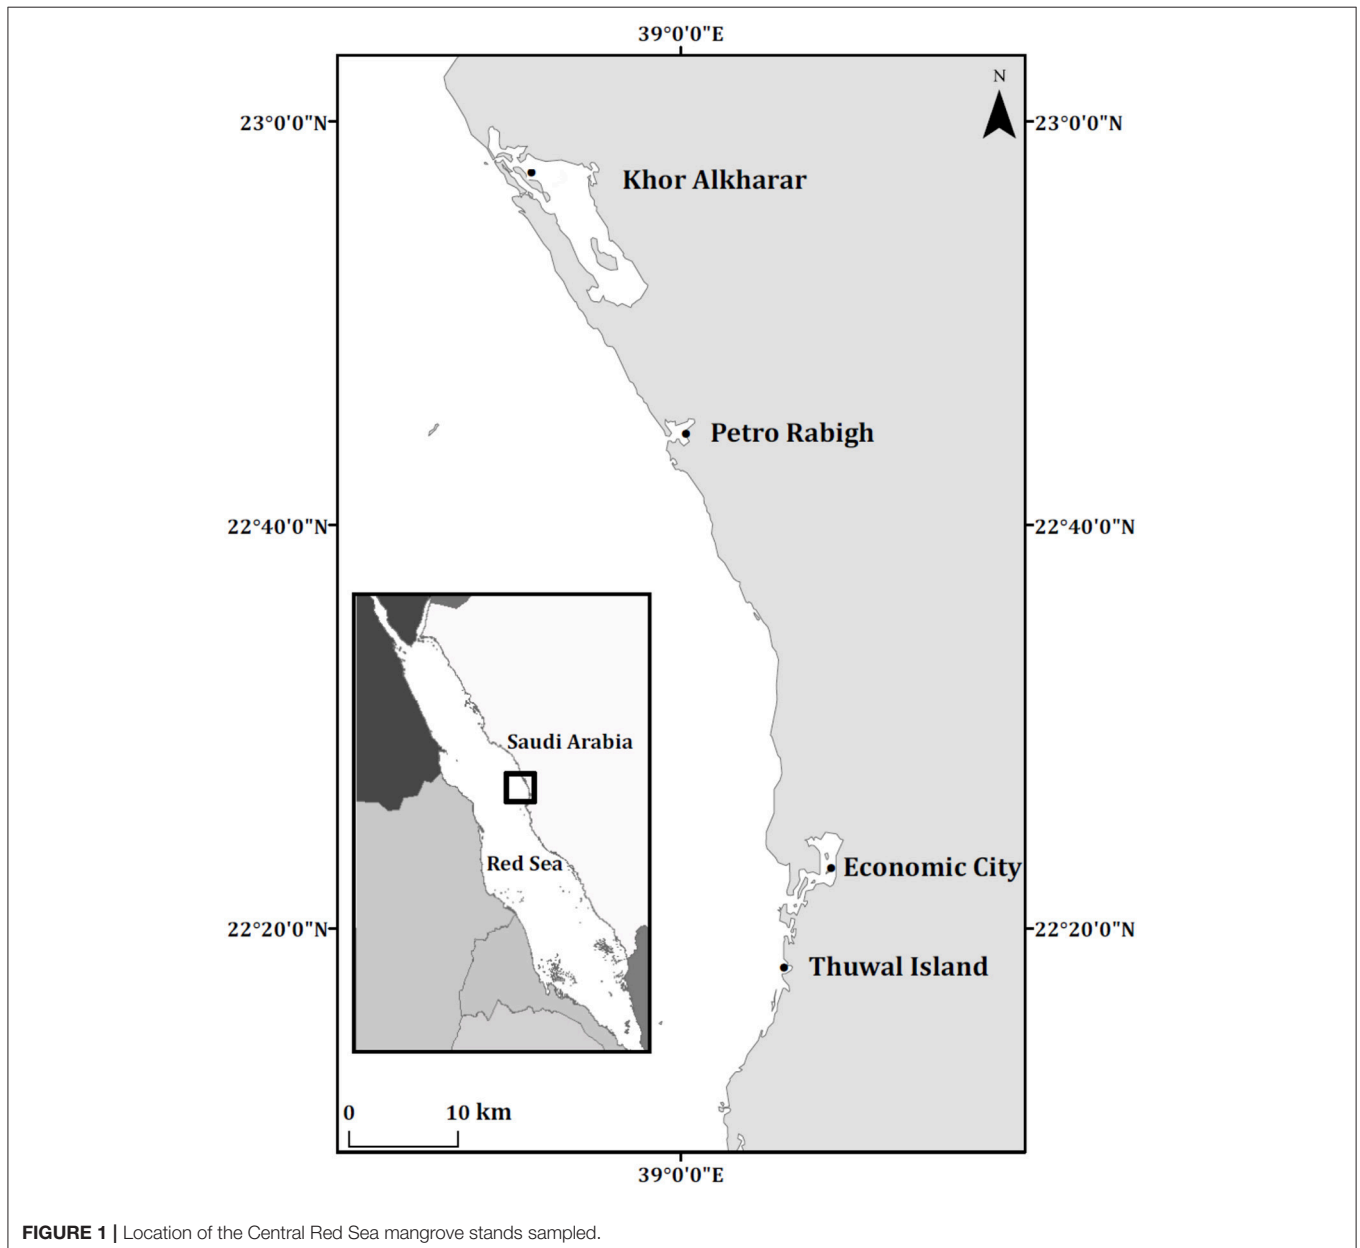 39°0'0"E
N
23°0'0"N
23°0'0"N
Khor Alkharar
Petro Rabigh
22°40'0"N
22°40'0"N
Saudi Arabia
Red Sea
Economic City
22°20'0"N
22°20'0"N
Thuwal Island
0 10 km
39°0'0"E
FIGURE 1 | Location of the Central Red Sea mangrove stands sampled.